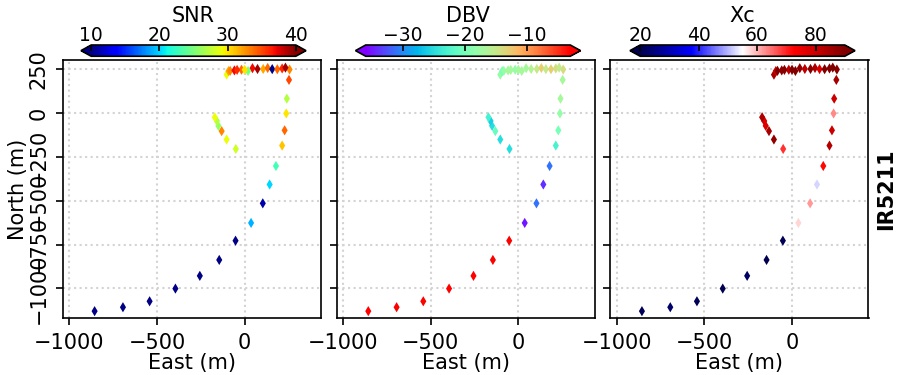 SNR DBV Xc
10 20 30 40 −30 −20 −10 20 40 60 80
North (m)
250
0
−250
−500
−750
−1000
IR5211
−1000 −500 0 −1000 −500 0 −1000 −500 0
East (m) East (m) East (m)